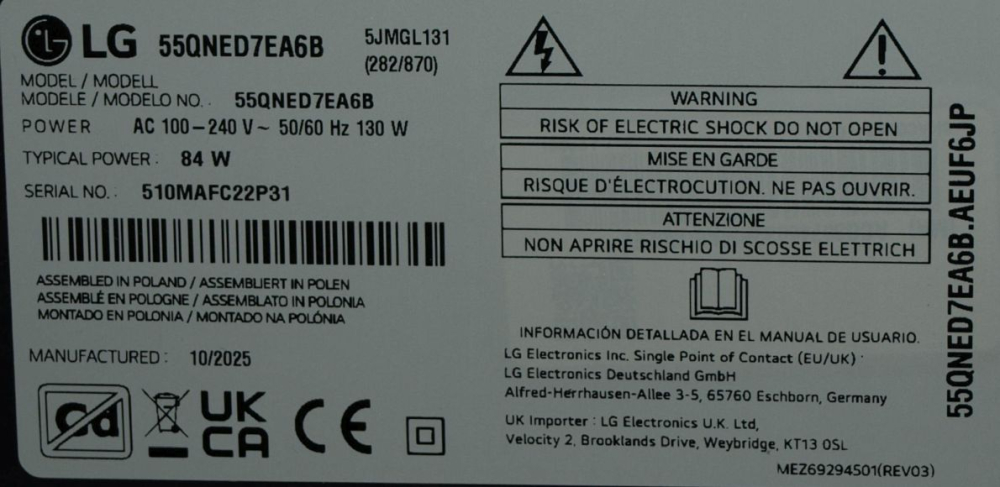 LG 55QNED7EA6B 5JMGL131
(282/870)
MODEL / MODELL
MODELE / MODELO NO. . 55QNED7EA6B
POWER AC 100-240 V~ 50/60 Hz 130 W
TYPICAL POWER : 84 W
SERIAL NO. . 510MAFC22P31
ASSEMBLED IN POLAND / ASSEMBLIERT IN POLEN
ASSEMBLÉ EN POLOGNE / ASSEMBLATO IN POLONIA
MONTADO EN POLONIA / MONTADO NA POLÓNIA
MANUFACTURED : 10/2025
Cd
UK
CA
CE
WARNING
RISK OF ELECTRIC SHOCK DO NOT OPEN
MISE EN GARDE
RISQUE D'ÉLECTROCUTION. NE PAS OUVRIR.
ATTENZIONE
NON APRIRE RISCHIO DI SCOSSE ELETTRICH
INFORMACIÓN DETALLADA EN EL MANUAL DE USUARIO.
LG Electronics Inc. Single Point of Contact (EU/UK) :
LG Electronics Deutschland GmbH
Alfred-Herrhausen-Allee 3-5, 65760 Eschborn, Germany
UK Importer : LG Electronics U.K. Ltd,
Velocity 2, Brooklands Drive, Weybridge, KT13 0SL
MEZ69294501(REV03)
55QNED7EA6B.AEUF6JP